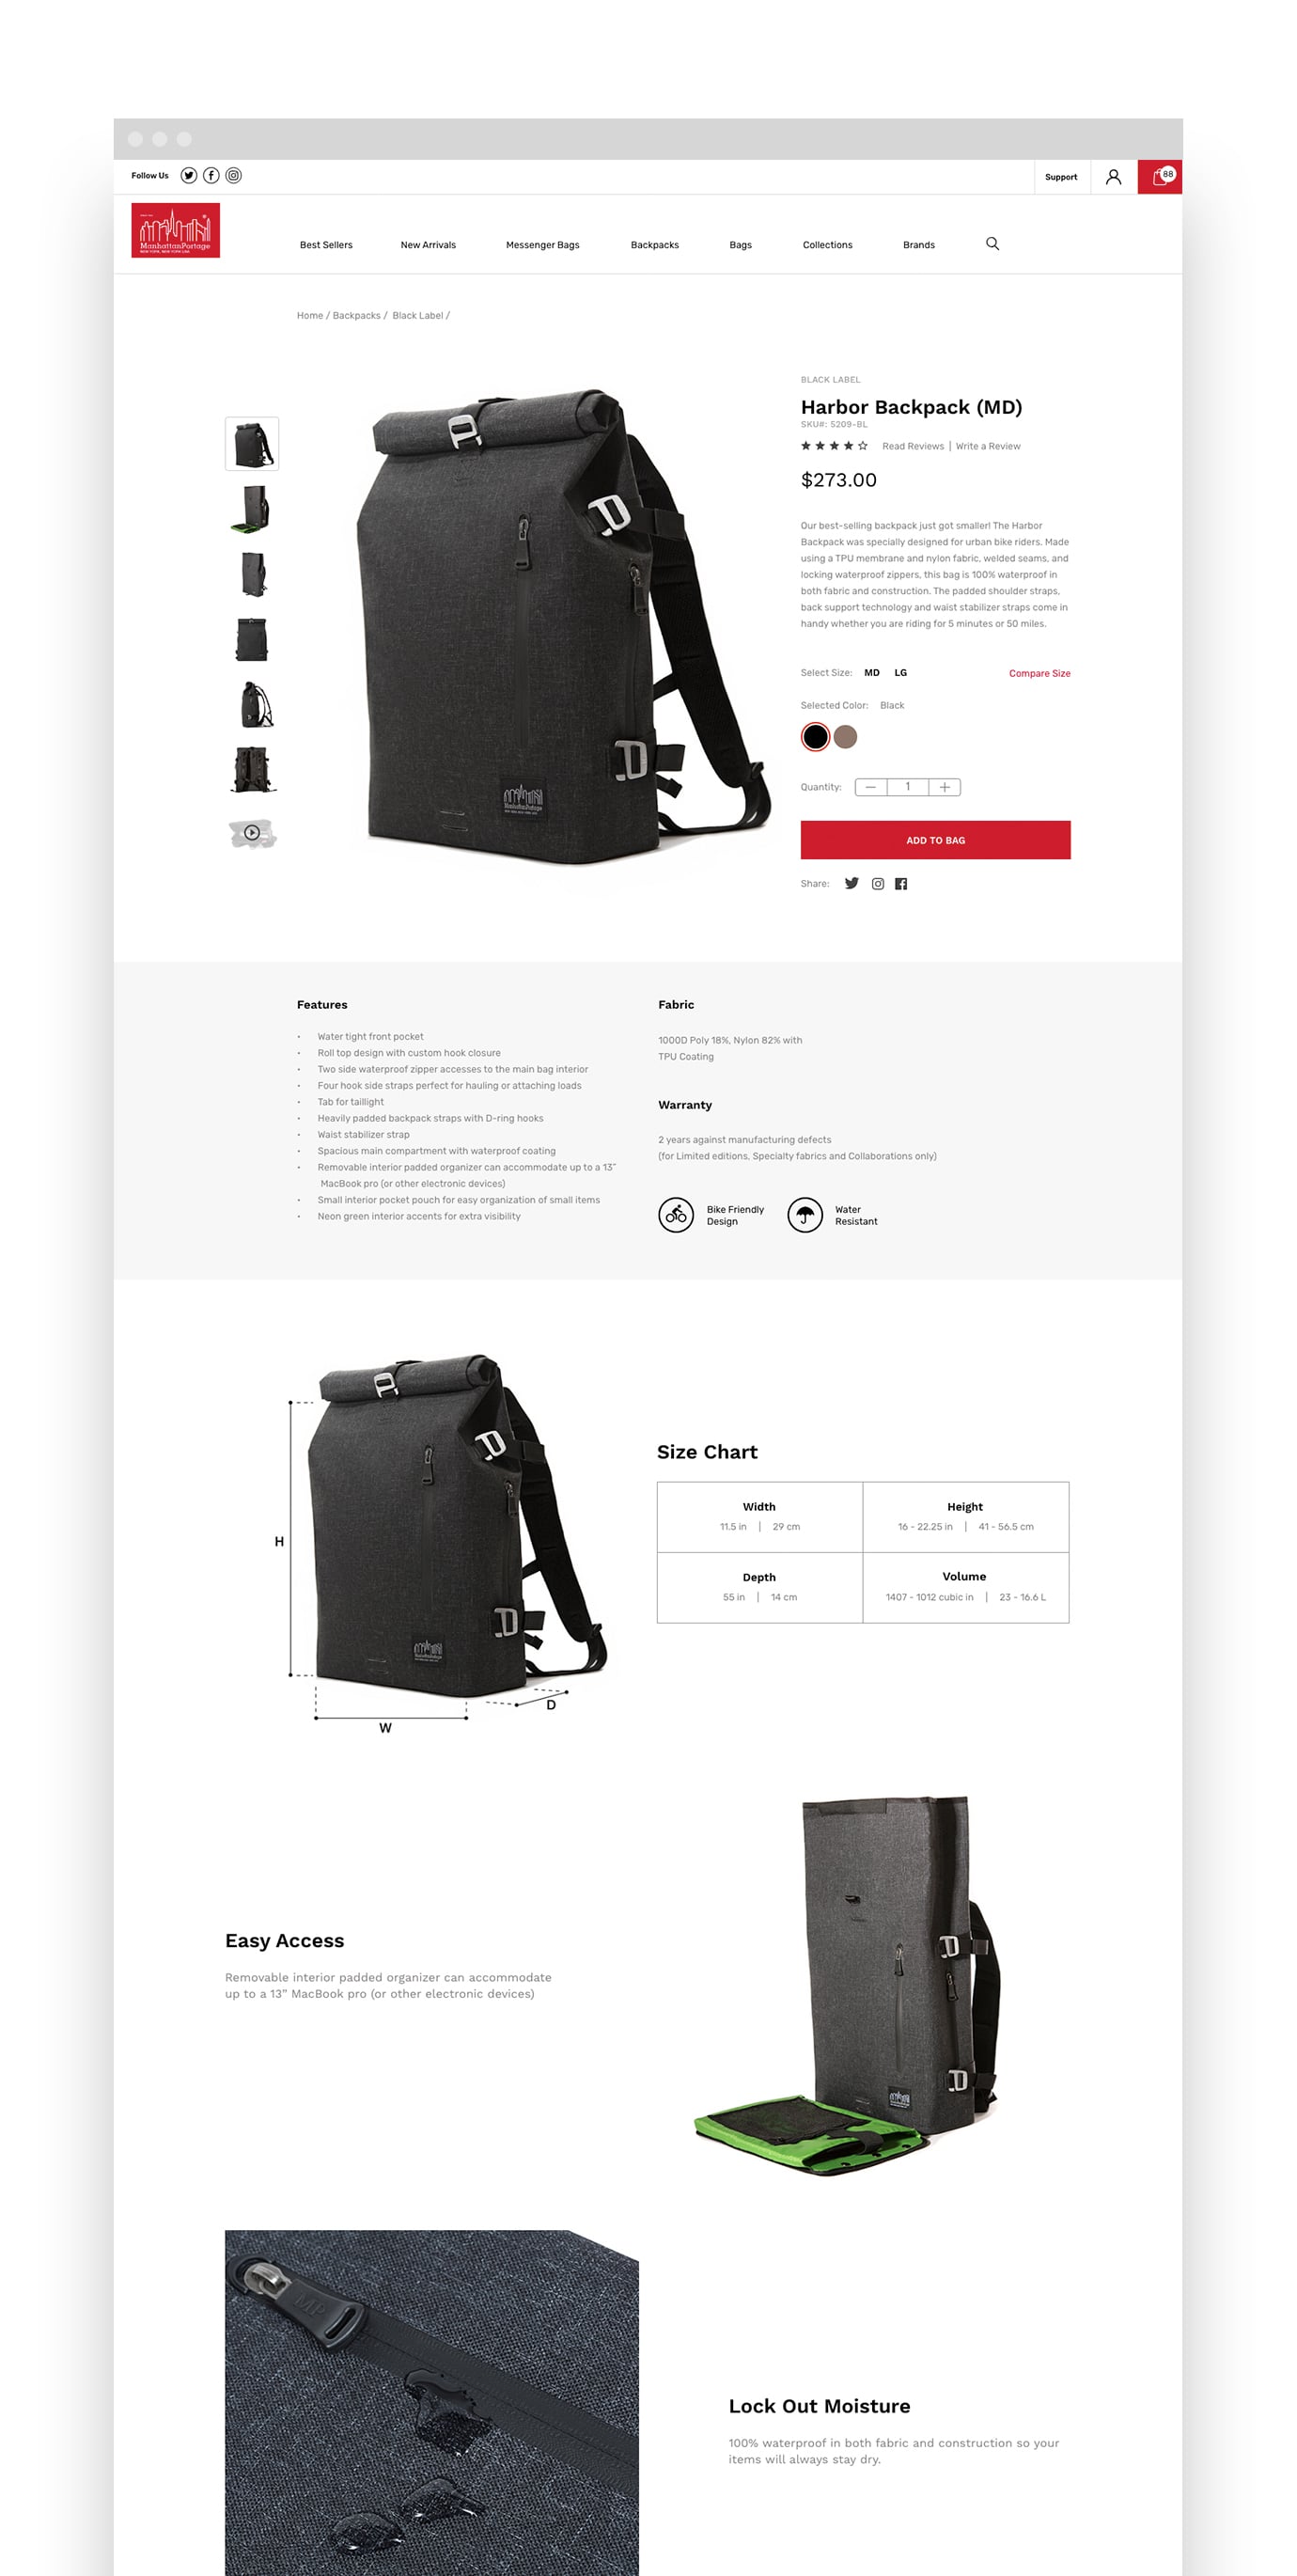 Follow Us
Support
88
ManhattanPortage
NEW YORK, NEW YORK USA
Best Sellers New Arrivals Messenger Bags Backpacks Bags Collections Brands
Home / Backpacks / Black Label /
BLACK LABEL
Harbor Backpack (MD)
SKU#: 5209-BL
Read Reviews | Write a Review
$273.00
Our best-selling backpack just got smaller! The Harbor
Backpack was specially designed for urban bike riders. Made
using a TPU membrane and nylon fabric, welded seams, and
locking waterproof zippers, this bag is 100% waterproof in
both fabric and construction. The padded shoulder straps,
back support technology and waist stabilizer straps come in
handy whether you are riding for 5 minutes or 50 miles.
Select Size: MD LG Compare Size
Selected Color: Black
Quantity: 1
ADD TO BAG
Share:
ManhattanPortage
Features
• Water tight front pocket
• Roll top design with custom hook closure
• Two side waterproof zipper accesses to the main bag interior
• Four hook side straps perfect for hauling or attaching loads
• Tab for taillight
• Heavily padded backpack straps with D-ring hooks
• Waist stabilizer strap
• Spacious main compartment with waterproof coating
• Removable interior padded organizer can accommodate up to a 13”
MacBook pro (or other electronic devices)
• Small interior pocket pouch for easy organization of small items
• Neon green interior accents for extra visibility
Fabric
1000D Poly 18%, Nylon 82% with
TPU Coating
Warranty
2 years against manufacturing defects
(for Limited editions, Specialty fabrics and Collaborations only)
Bike Friendly
Design
Water
Resistant
H
W
D
Size Chart
Width
11.5 in | 29 cm
Height
16 - 22.25 in | 41 - 56.5 cm
Depth
55 in | 14 cm
Volume
1407 - 1012 cubic in | 23 - 16.6 L
Easy Access
Removable interior padded organizer can accommodate
up to a 13” MacBook pro (or other electronic devices)
MP
Lock Out Moisture
100% waterproof in both fabric and construction so your
items will always stay dry.